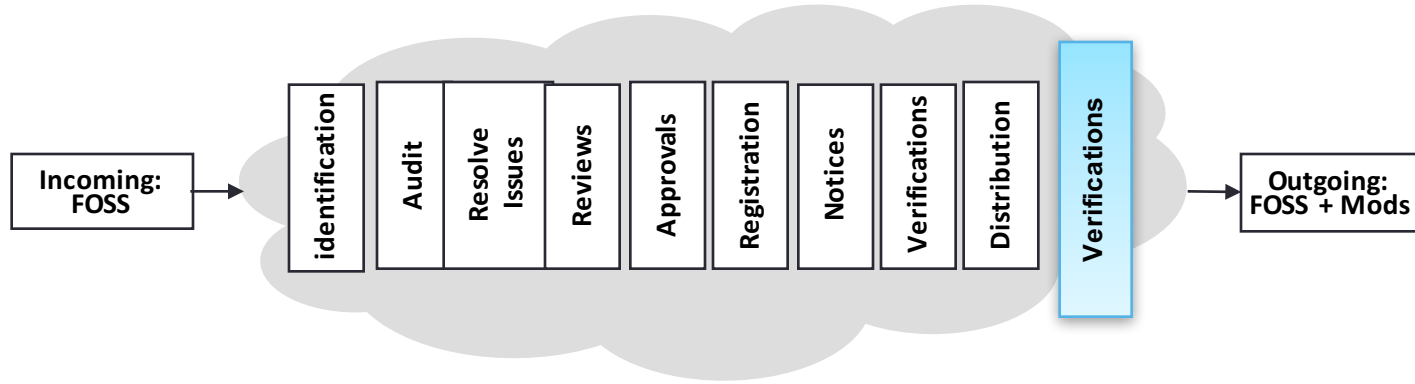 Incoming:
FOSS
identification
Audit
Resolve
Issues
Reviews
Approvals
Registration
Notices
Verifications
Distribution
Verifications
Outgoing:
FOSS + Mods